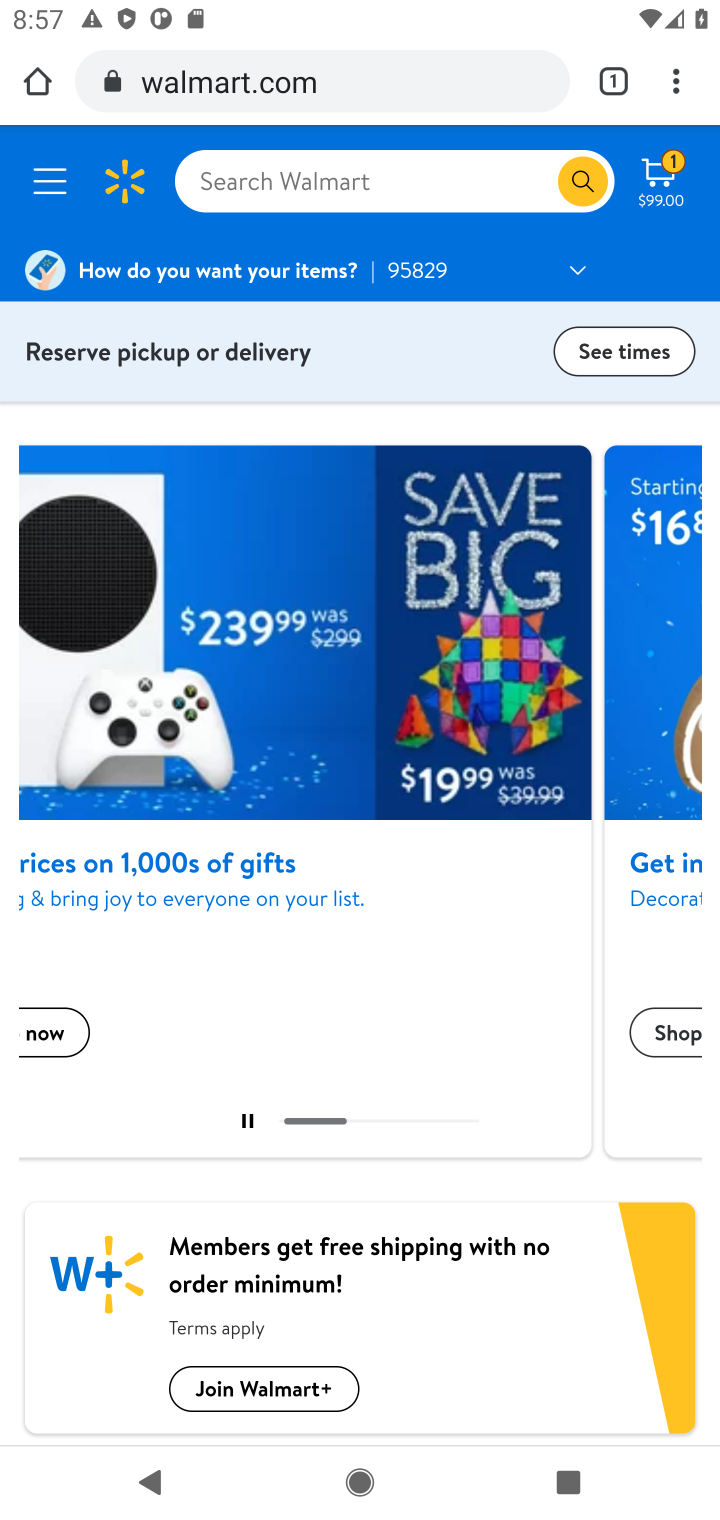 8:57
walmart.com
1
Search Walmart
1
$99.00
How do you want your items? | 95829
Reserve pickup or delivery
See times
$239.99 was $299
SAVE BIG
$19.99 was $39.99
Starting
$16
rices on 1,000s of gifts
& bring joy to everyone on your list.
now
Get in
Decorat
Shop
W+
Members get free shipping with no
order minimum!
Terms apply
Join Walmart+